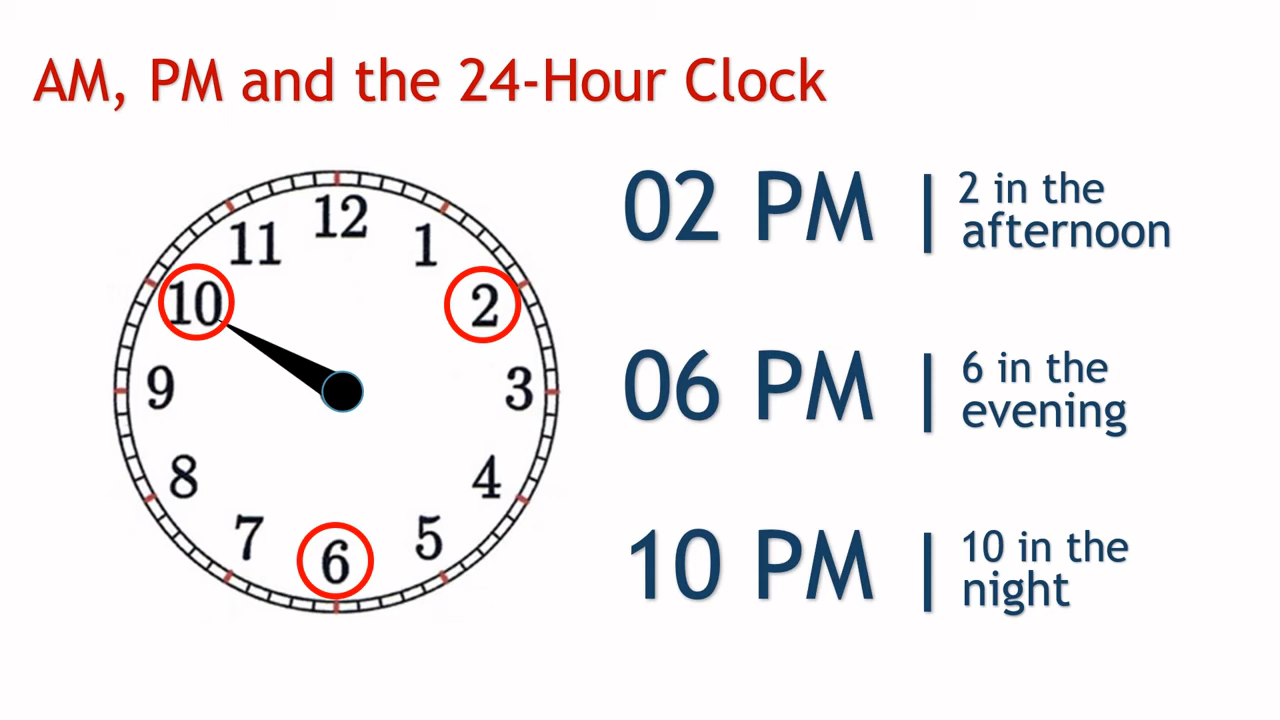 AM, PM and the 24-Hour Clock
12
11
1
10
2
9
3
8
4
7
5
6
02 PM | 2 in the
afternoon
06 PM | 6 in the
evening
10 PM | 10 in the
night